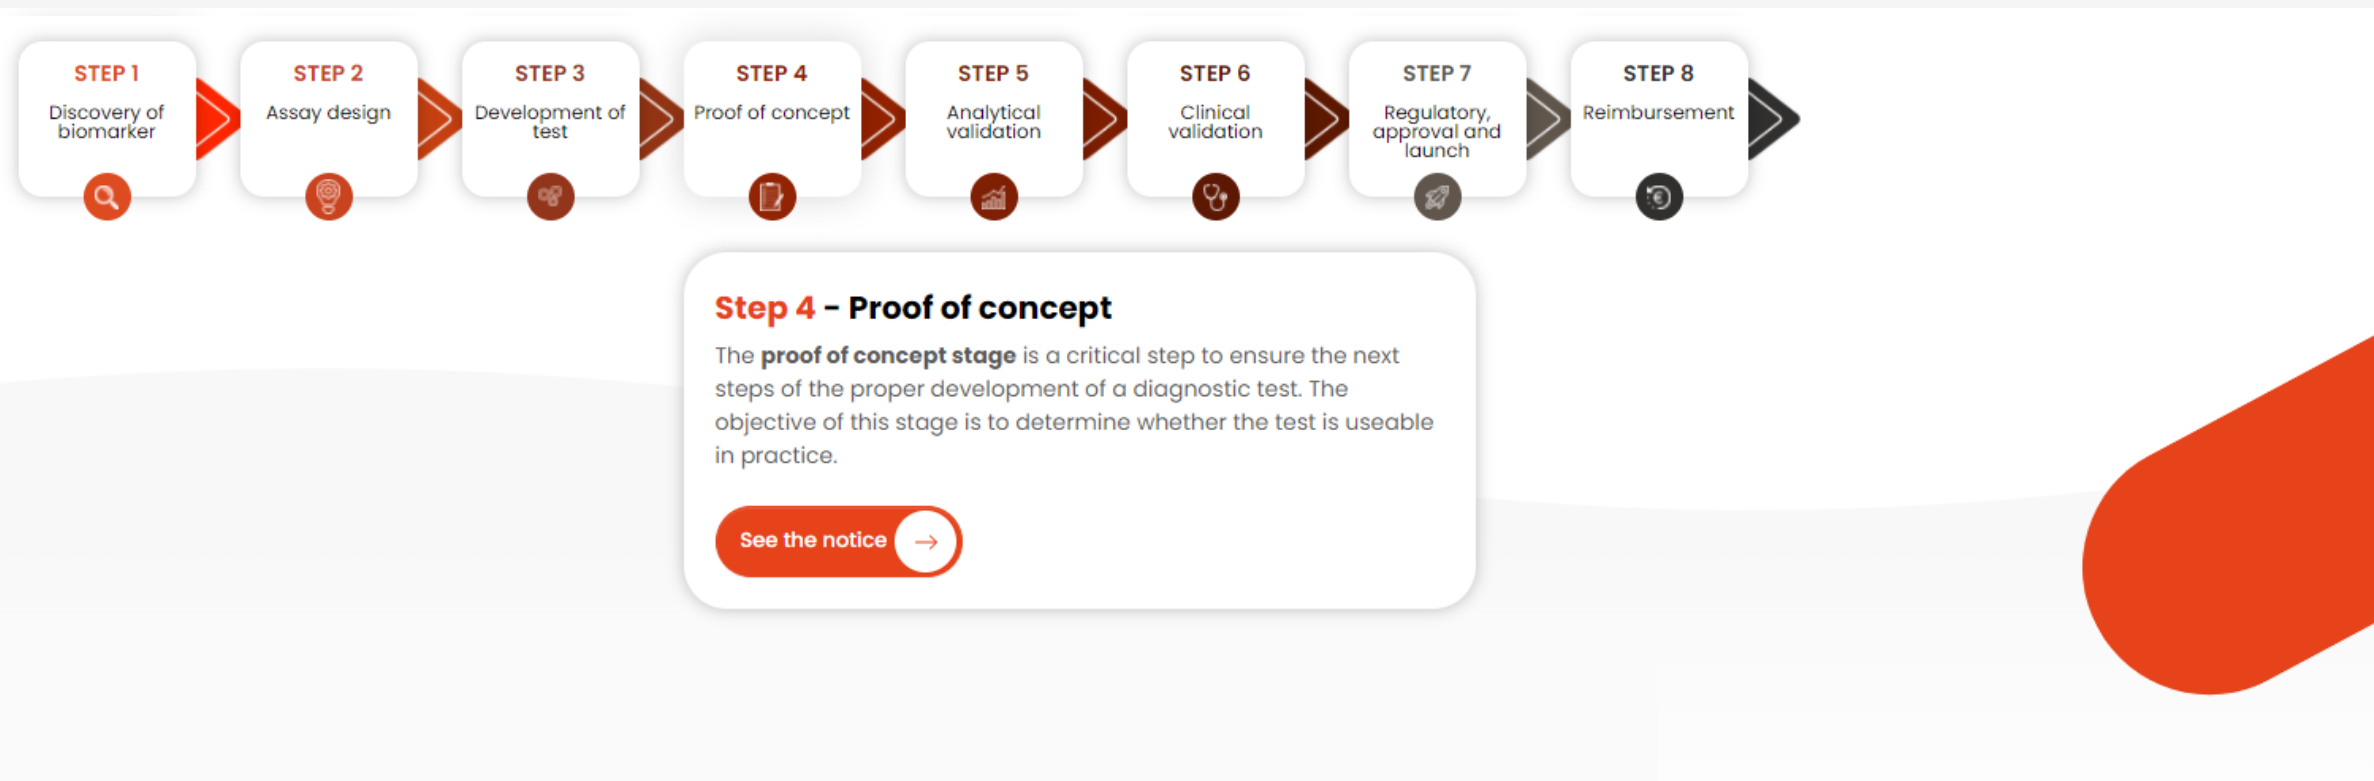 STEP 1
Discovery of
biomarker
STEP 2
Assay design
STEP 3
Development of
test
STEP 4
Proof of concept
STEP 5
Analytical
validation
STEP 6
Clinical
validation
STEP 7
Regulatory,
approval and
launch
STEP 8
Reimbursement
€
Step 4 - Proof of concept
The proof of concept stage is a critical step to ensure the next
steps of the proper development of a diagnostic test. The
objective of this stage is to determine whether the test is useable
in practice.
See the notice